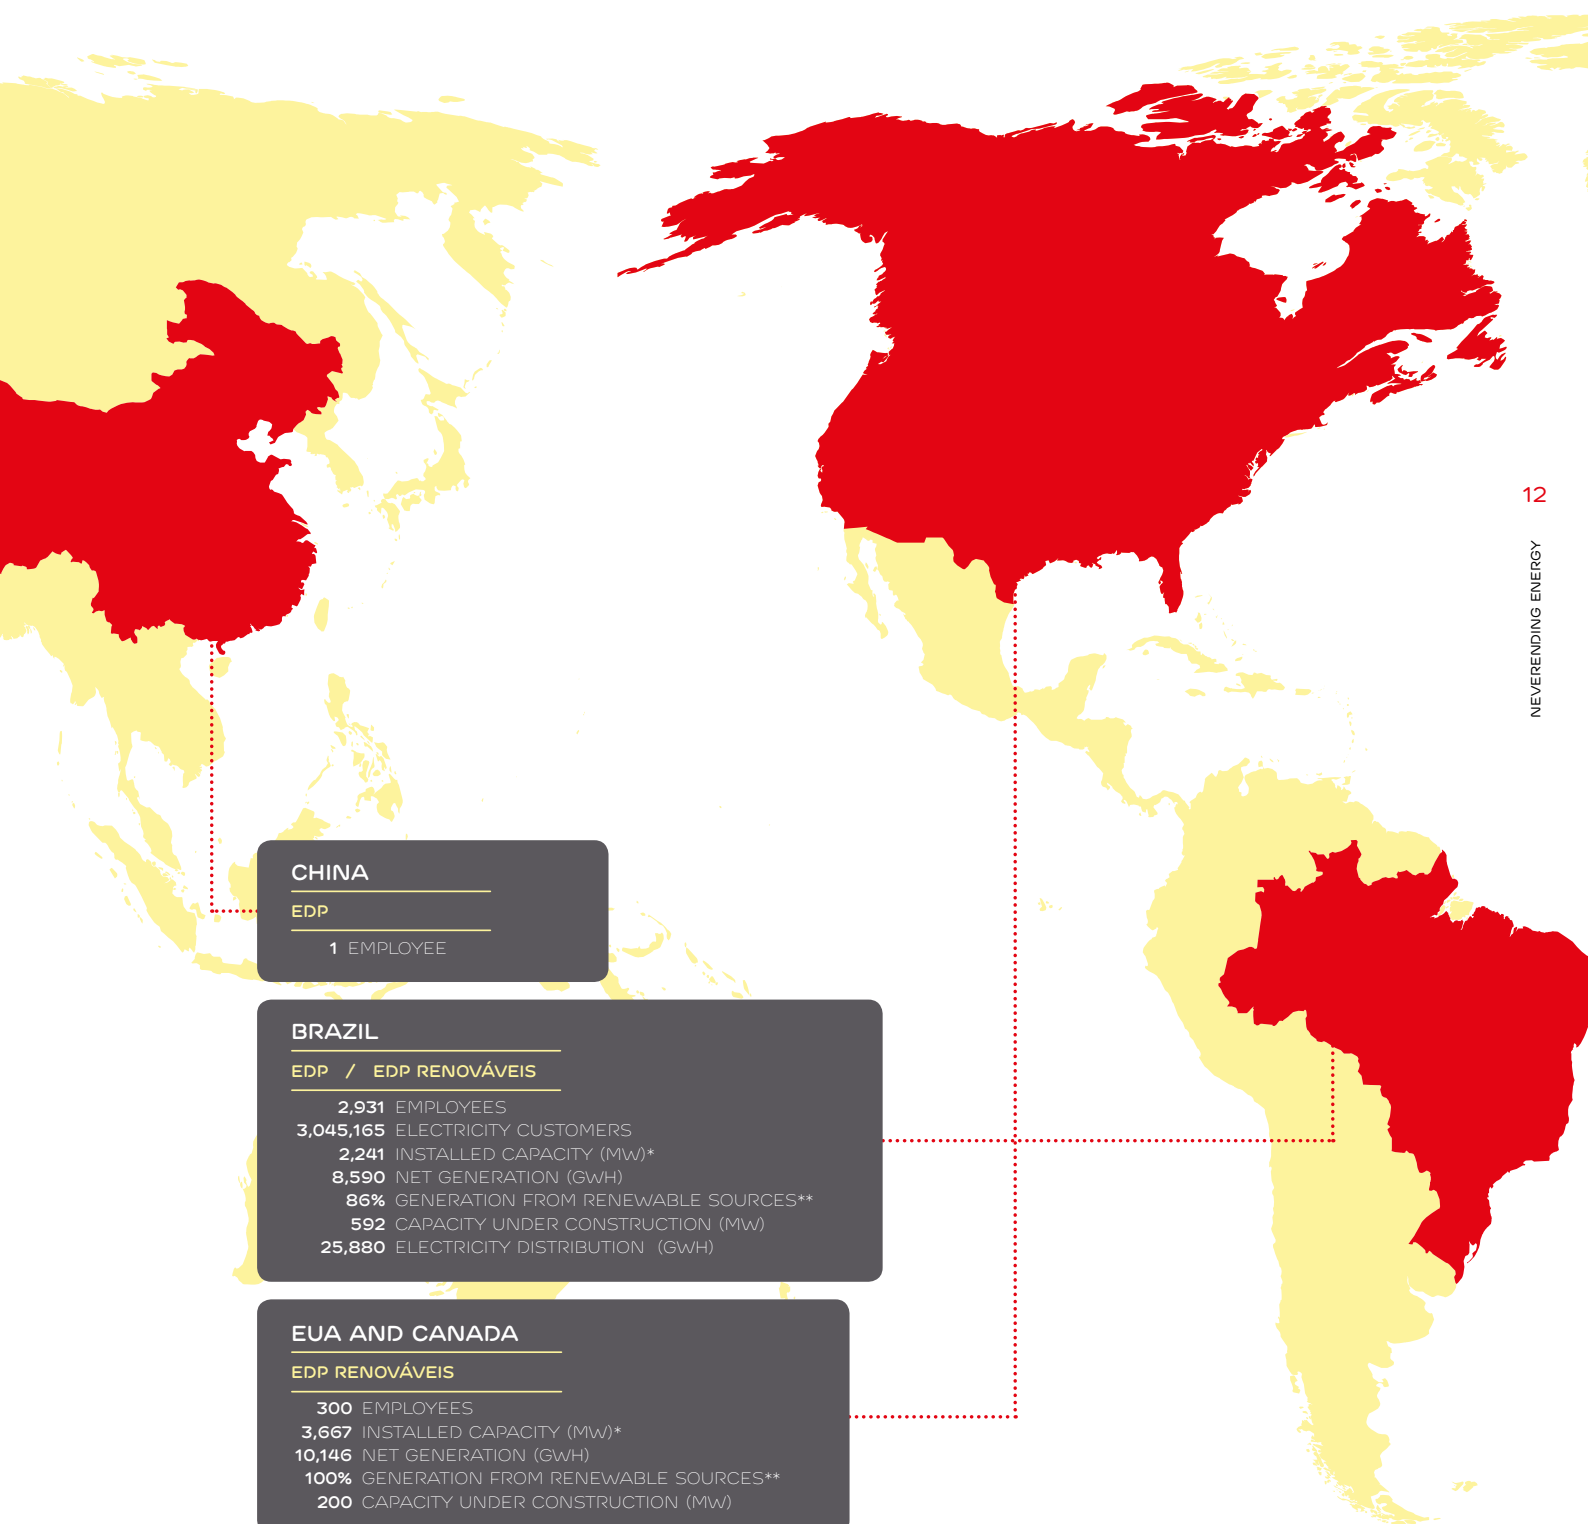 12
NEVERENDING ENERGY
CHINA
EDP
1 EMPLOYEE
BRAZIL
EDP / EDP RENOVÁVEIS
2,931 EMPLOYEES
3,045,165 ELECTRICITY CUSTOMERS
2,241 INSTALLED CAPACITY (MW)*
8,590 NET GENERATION (GWH)
86% GENERATION FROM RENEWABLE SOURCES**
592 CAPACITY UNDER CONSTRUCTION (MW)
25,880 ELECTRICITY DISTRIBUTION (GWH)
EUA AND CANADA
EDP RENOVÁVEIS
300 EMPLOYEES
3,667 INSTALLED CAPACITY (MW)*
10,146 NET GENERATION (GWH)
100% GENERATION FROM RENEWABLE SOURCES**
200 CAPACITY UNDER CONSTRUCTION (MW)